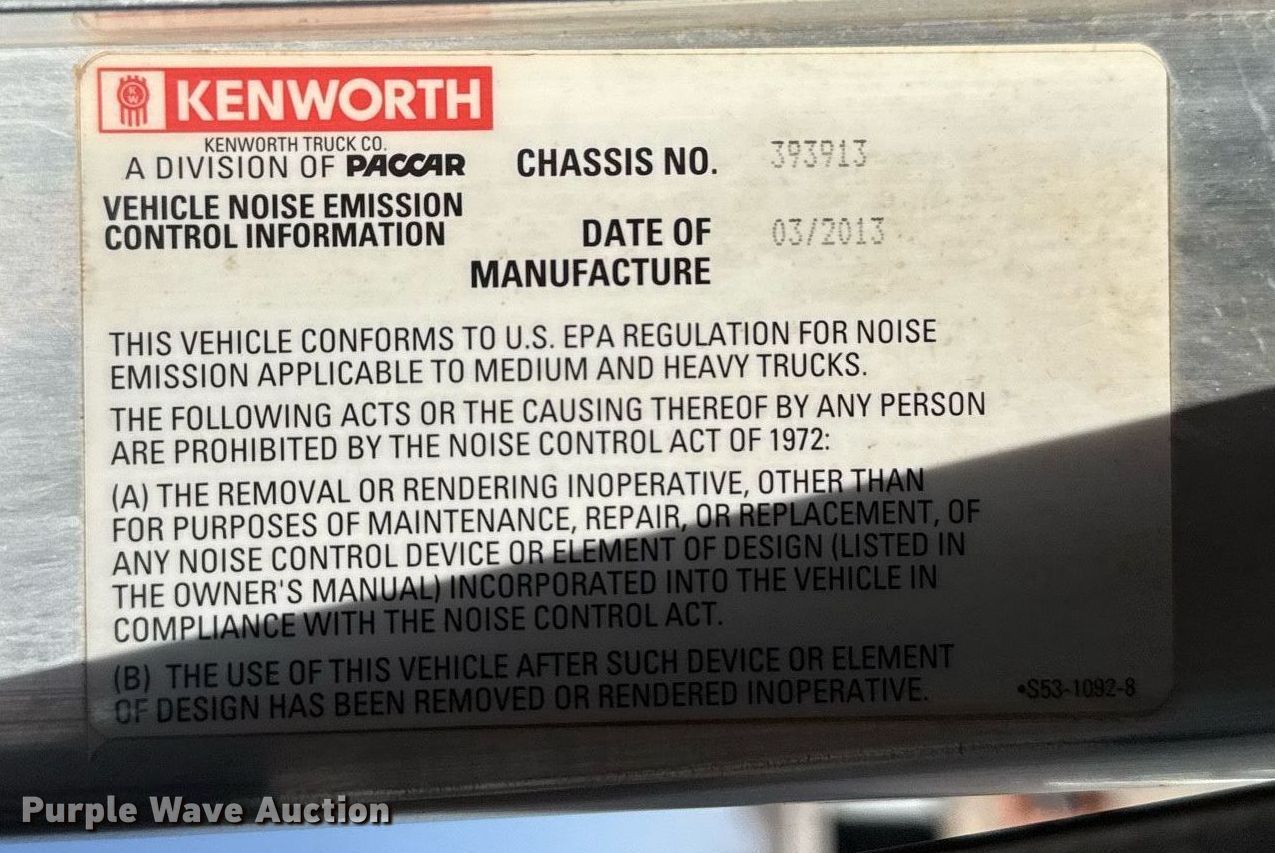 KW
KENWORTH
KENWORTH TRUCK CO.
A DIVISION OF PACCAR
CHASSIS NO. 393913
VEHICLE NOISE EMISSION
CONTROL INFORMATION
DATE OF 03/2013
MANUFACTURE
THIS VEHICLE CONFORMS TO U.S. EPA REGULATION FOR NOISE
EMISSION APPLICABLE TO MEDIUM AND HEAVY TRUCKS.
THE FOLLOWING ACTS OR THE CAUSING THEREOF BY ANY PERSON
ARE PROHIBITED BY THE NOISE CONTROL ACT OF 1972:
(A) THE REMOVAL OR RENDERING INOPERATIVE, OTHER THAN
FOR PURPOSES OF MAINTENANCE, REPAIR, OR REPLACEMENT, OF
ANY NOISE CONTROL DEVICE OR ELEMENT OF DESIGN (LISTED IN
THE OWNER'S MANUAL) INCORPORATED INTO THE VEHICLE IN
COMPLIANCE WITH THE NOISE CONTROL ACT.
(B) THE USE OF THIS VEHICLE AFTER SUCH DEVICE OR ELEMENT
OF DESIGN HAS BEEN REMOVED OR RENDERED INOPERATIVE.
•S53-1092-8
Purple Wave Auction